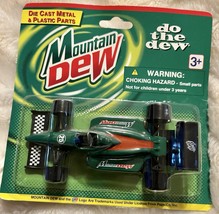 DIE CAST METAL
& PLASTIC PARTS
do the
dew
Mountain
DEW
3+
WARNING:
CHOKING HAZARD - Small parts
Not for children under 3 years